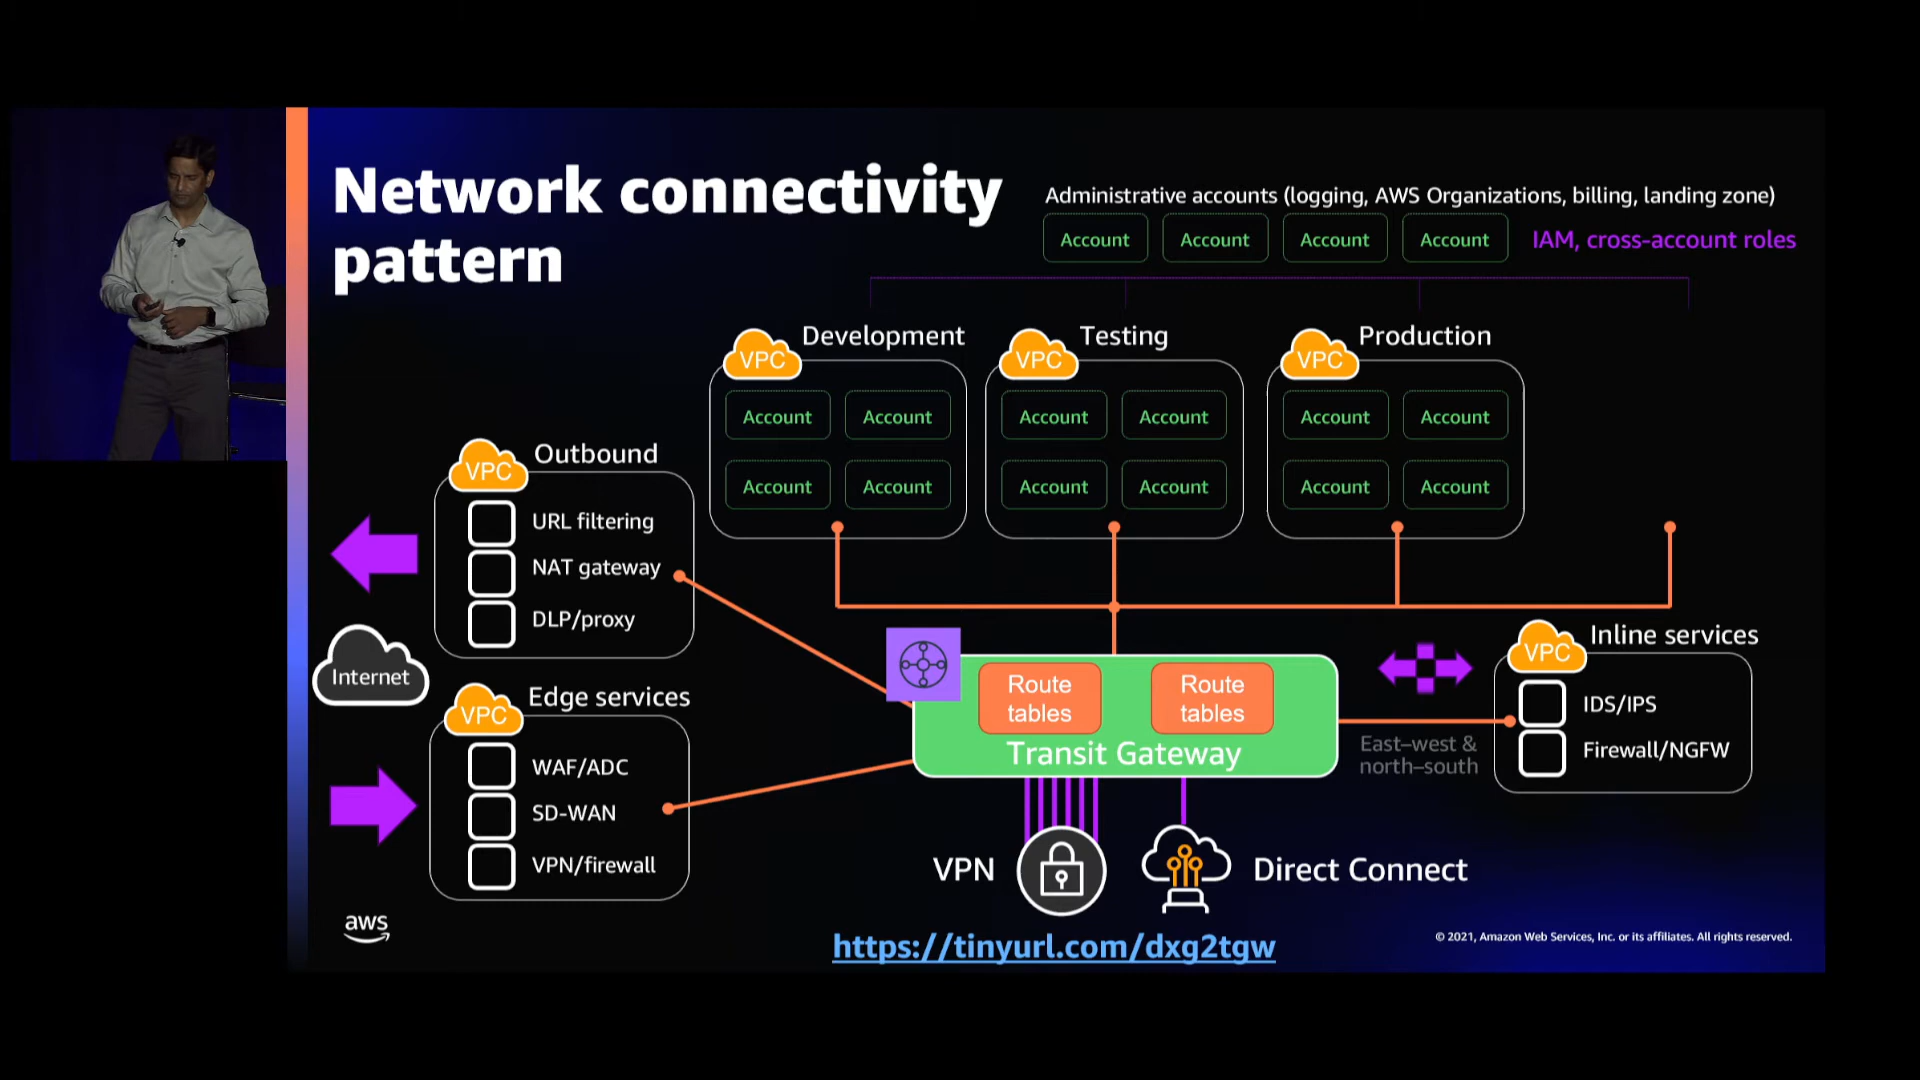 Network connectivity
pattern
Administrative accounts (logging, AWS Organizations, billing, landing zone)
Account Account Account Account IAM, cross-account roles
VPC Development
Account Account
Account Account
VPC Testing
Account Account
Account Account
VPC Production
Account Account
Account Account
VPC Outbound
URL filtering
NAT gateway
DLP/proxy
Internet
VPC Edge services
WAF/ADC
SD-WAN
VPN/firewall
Route
tables
Route
tables
Transit Gateway
East–west &
north–south
VPC Inline services
IDS/IPS
Firewall/NGFW
VPN
Direct Connect
https://tinyurl.com/dxg2tgw
aws
© 2021, Amazon Web Services, Inc. or its affiliates. All rights reserved.